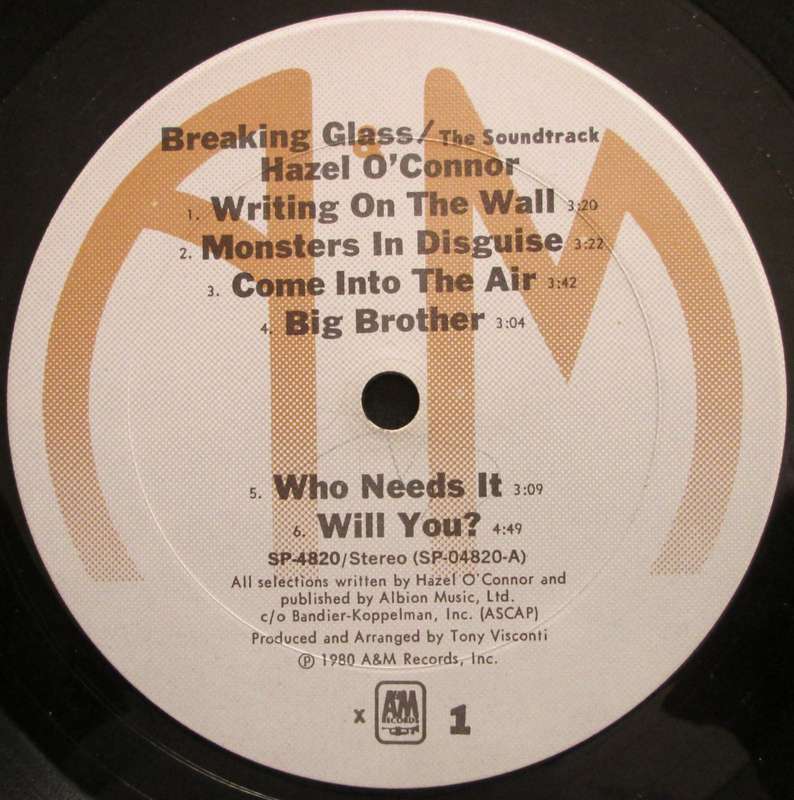 Breaking Glass/The Soundtrack
Hazel O'Connor
1. Writing On The Wall 3:20
2. Monsters In Disguise 3:22
3. Come Into The Air 3:42
4. Big Brother 3:04
5. Who Needs It 3:09
6. Will You? 4:49
SP-4820/Stereo (SP-04820-A)
All selections written by Hazel O'Connor and
published by Albion Music, Ltd.
c/o Bandier-Koppelman, Inc. (ASCAP)
Produced and Arranged by Tony Visconti
℗ 1980 A&M Records, Inc.
x A&M RECORDS 1